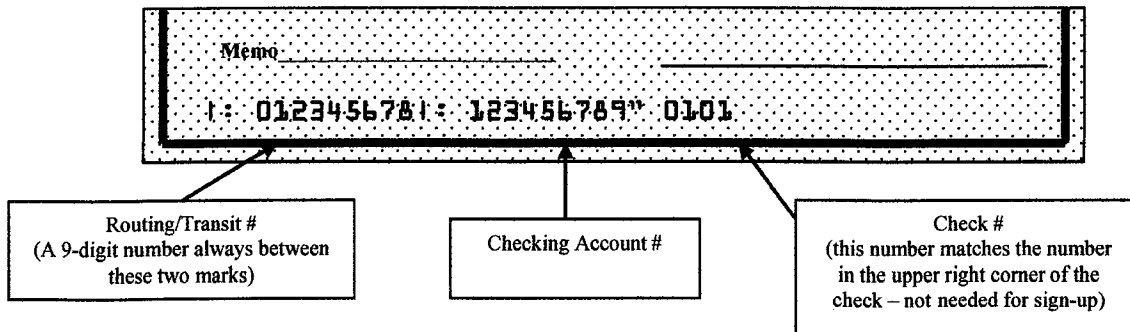 Memo
|: 012345678|: 123456789" 0101
Routing/Transit #
(A 9-digit number always between
these two marks)
Checking Account #
Check #
(this number matches the number
in the upper right corner of the
check – not needed for sign-up)